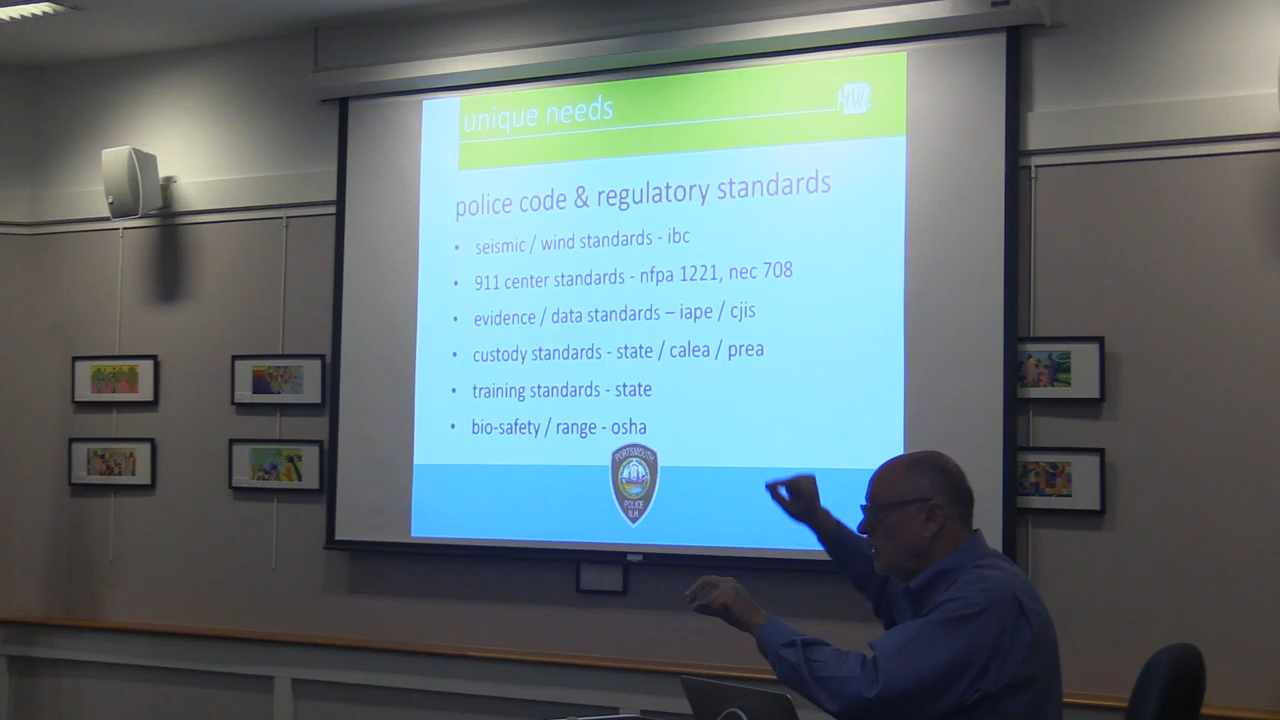 unique needs
MWL
police code & regulatory standards
• seismic / wind standards - ibc
• 911 center standards - nfpa 1221, nec 708
• evidence / data standards – iape / cjis
• custody standards - state / calea / prea
• training standards - state
• bio-safety / range - osha
PORTSMOUTH
POLICE
N.H.